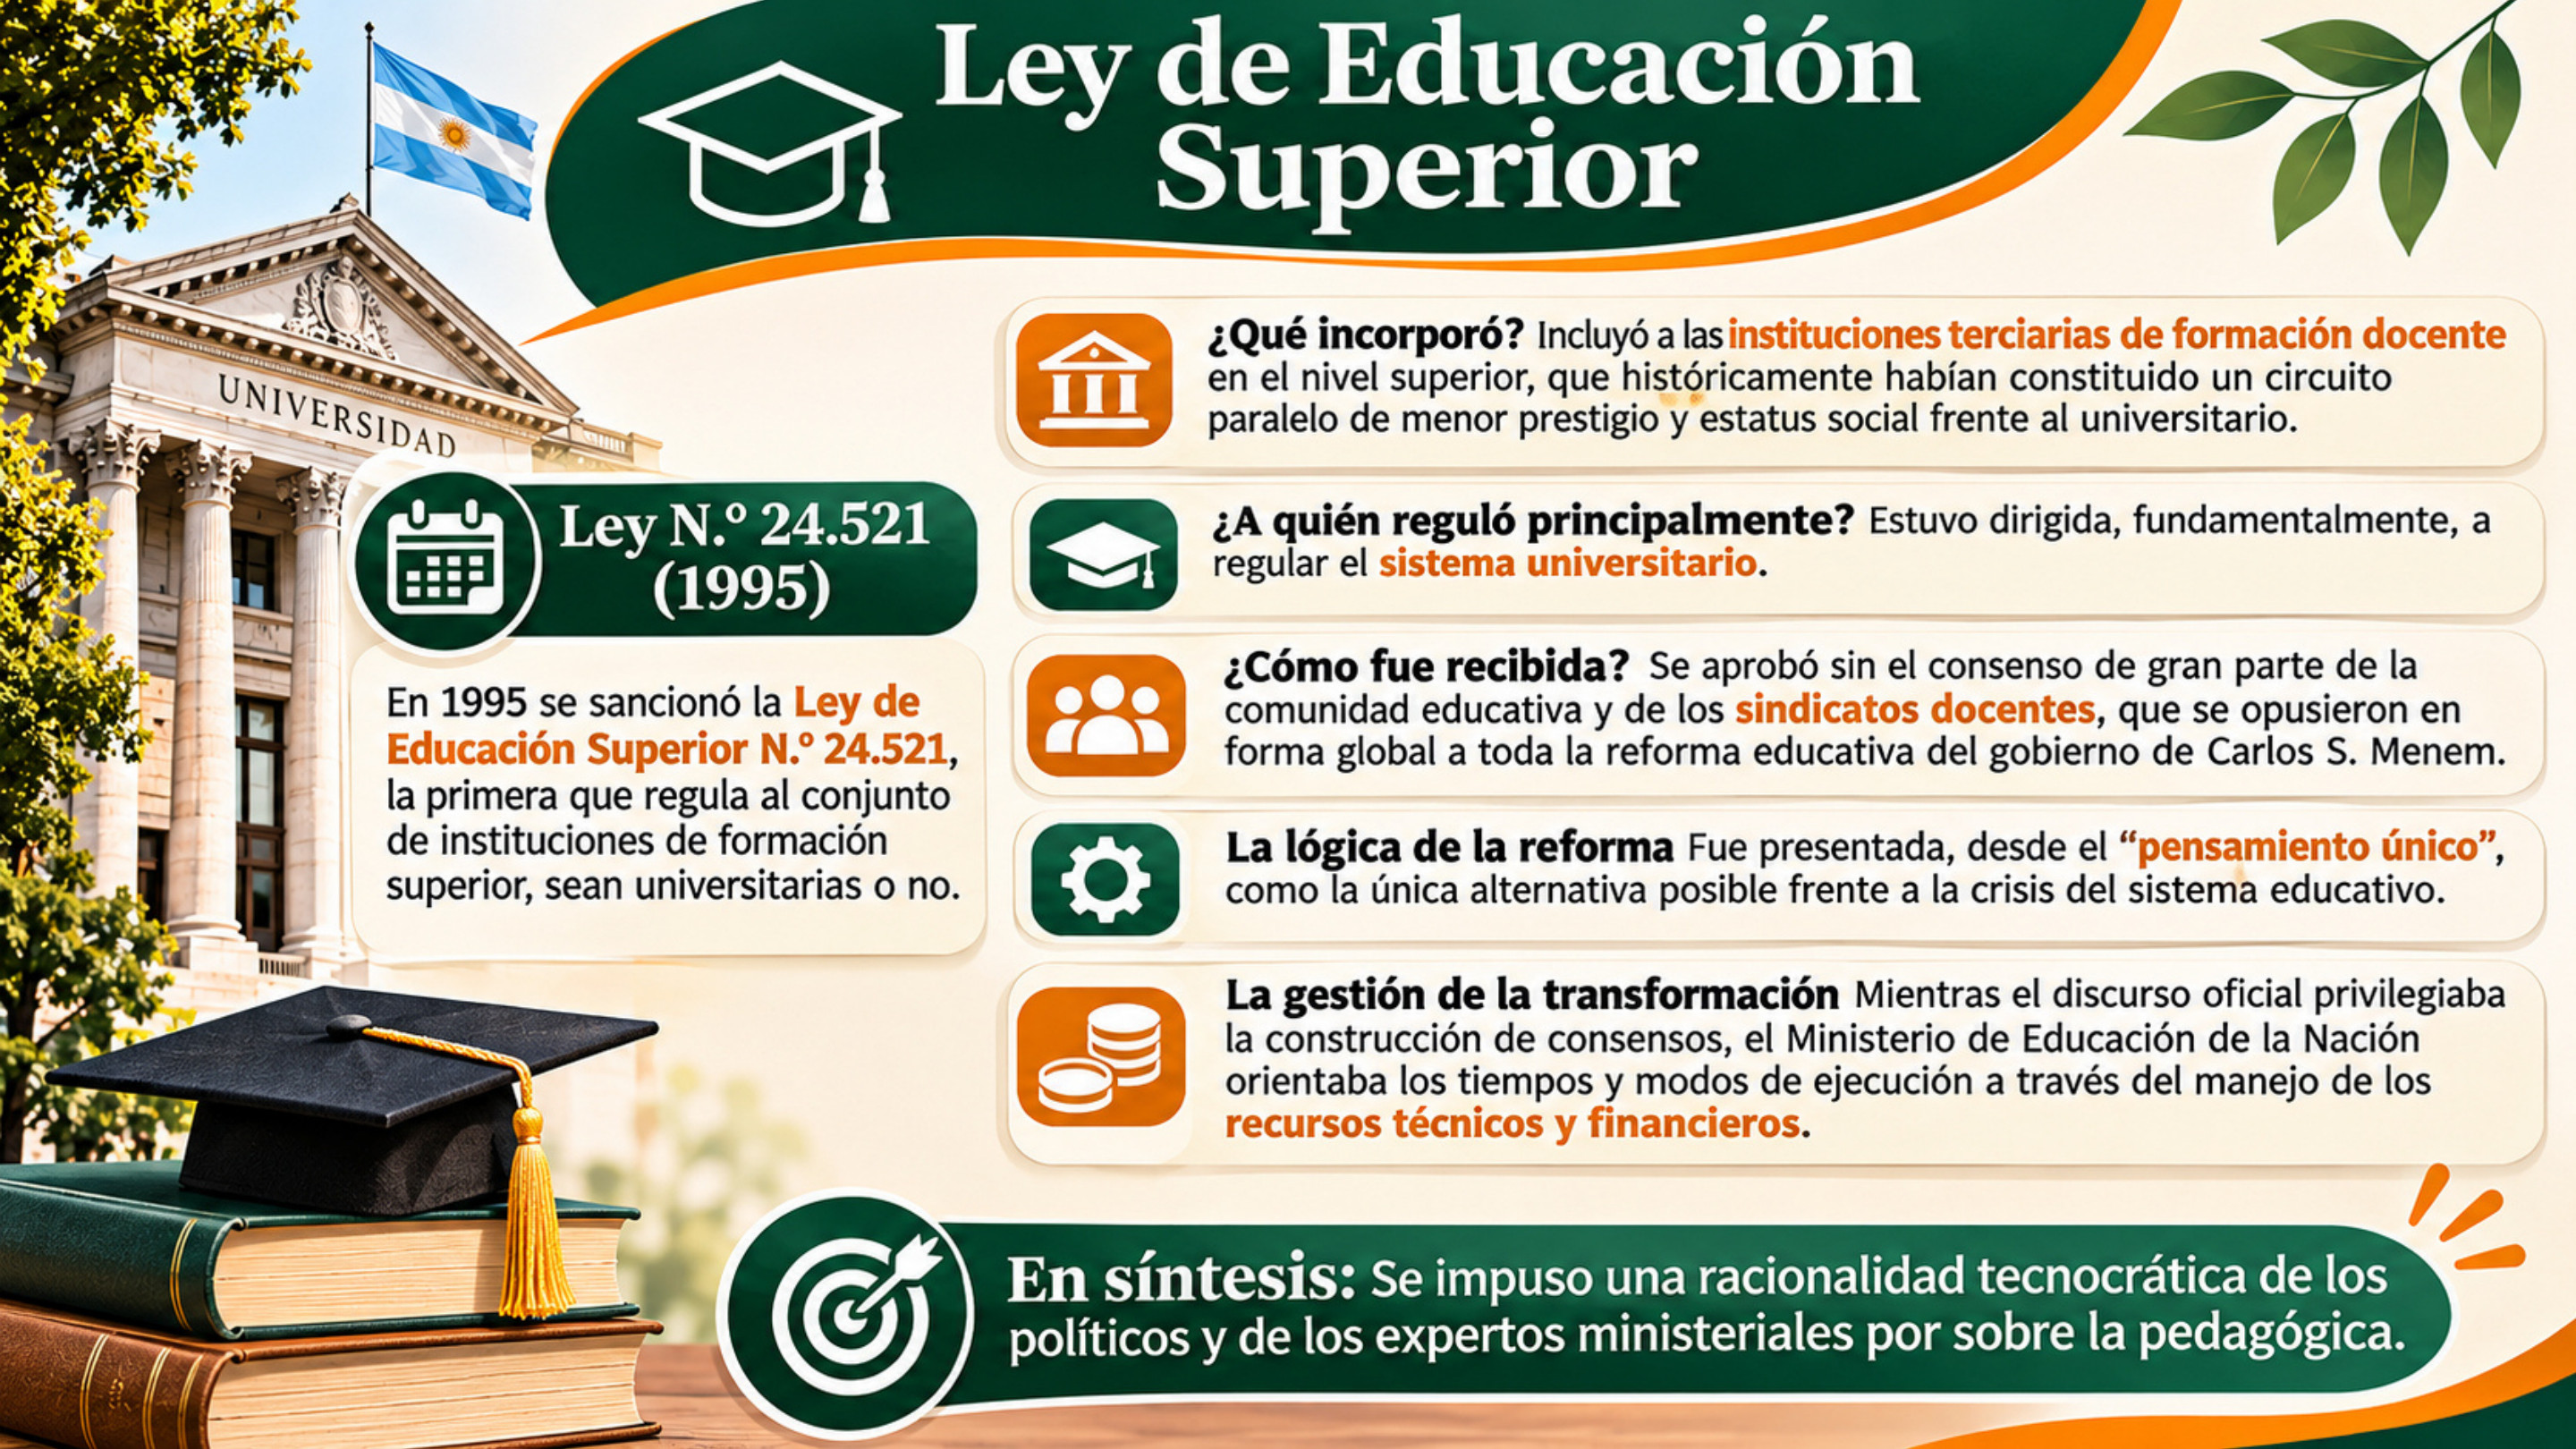 Ley de Educación
Superior
UNIVERSIDAD
Ley N.º 24.521
(1995)
En 1995 se sancionó la Ley de
Educación Superior N.º 24.521,
la primera que regula al conjunto
de instituciones de formación
superior, sean universitarias o no.
¿Qué incorporó? Incluyó a las instituciones terciarias de formación docente
en el nivel superior, que históricamente habían constituido un circuito
paralelo de menor prestigio y estatus social frente al universitario.
¿A quién reguló principalmente? Estuvo dirigida, fundamentalmente, a
regular el sistema universitario.
¿Cómo fue recibida? Se aprobó sin el consenso de gran parte de la
comunidad educativa y de los sindicatos docentes, que se opusieron en
forma global a toda la reforma educativa del gobierno de Carlos S. Menem.
La lógica de la reforma Fue presentada, desde el “pensamiento único”,
como la única alternativa posible frente a la crisis del sistema educativo.
La gestión de la transformación Mientras el discurso oficial privilegiaba
la construcción de consensos, el Ministerio de Educación de la Nación
orientaba los tiempos y modos de ejecución a través del manejo de los
recursos técnicos y financieros.
En síntesis: Se impuso una racionalidad tecnocrática de los
políticos y de los expertos ministeriales por sobre la pedagógica.